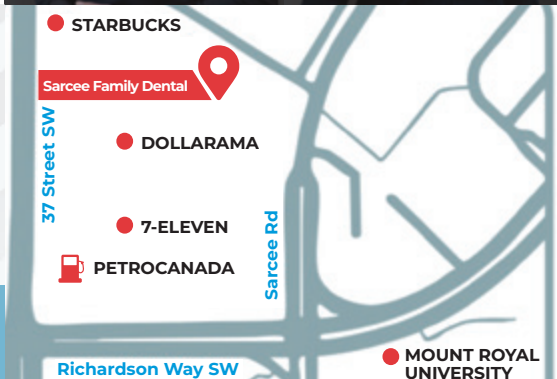 STARBUCKS
Sarcee Family Dental
37 Street SW
DOLLARAMA
7-ELEVEN
Sarcee Rd
PETROCANADA
Richardson Way SW
MOUNT ROYAL
UNIVERSITY